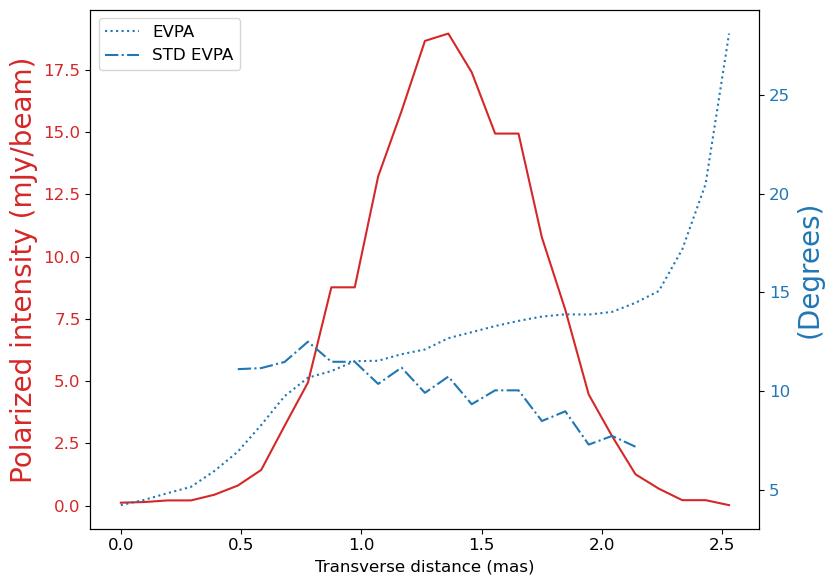 EVPA
STD EVPA
Polarized intensity (mJy/beam)
17.5
15.0
12.5
10.0
7.5
5.0
2.5
0.0
25
20
15
10
5
(Degrees)
0.0 0.5 1.0 1.5 2.0 2.5
Transverse distance (mas)